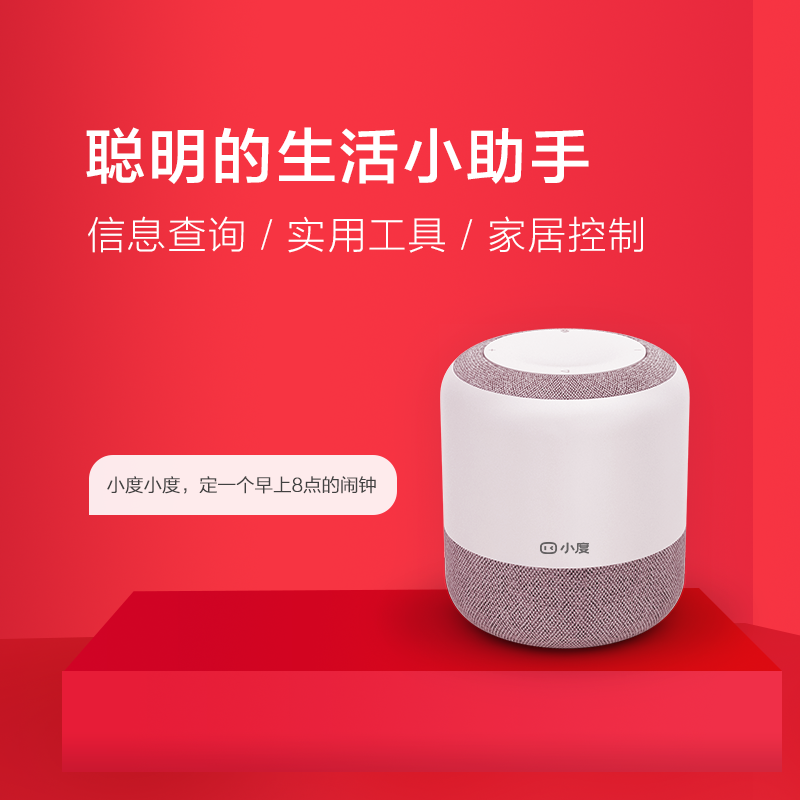 聪明的生活小助手
信息查询 / 实用工具 / 家居控制
小度小度，定一个早上8点的闹钟
小度